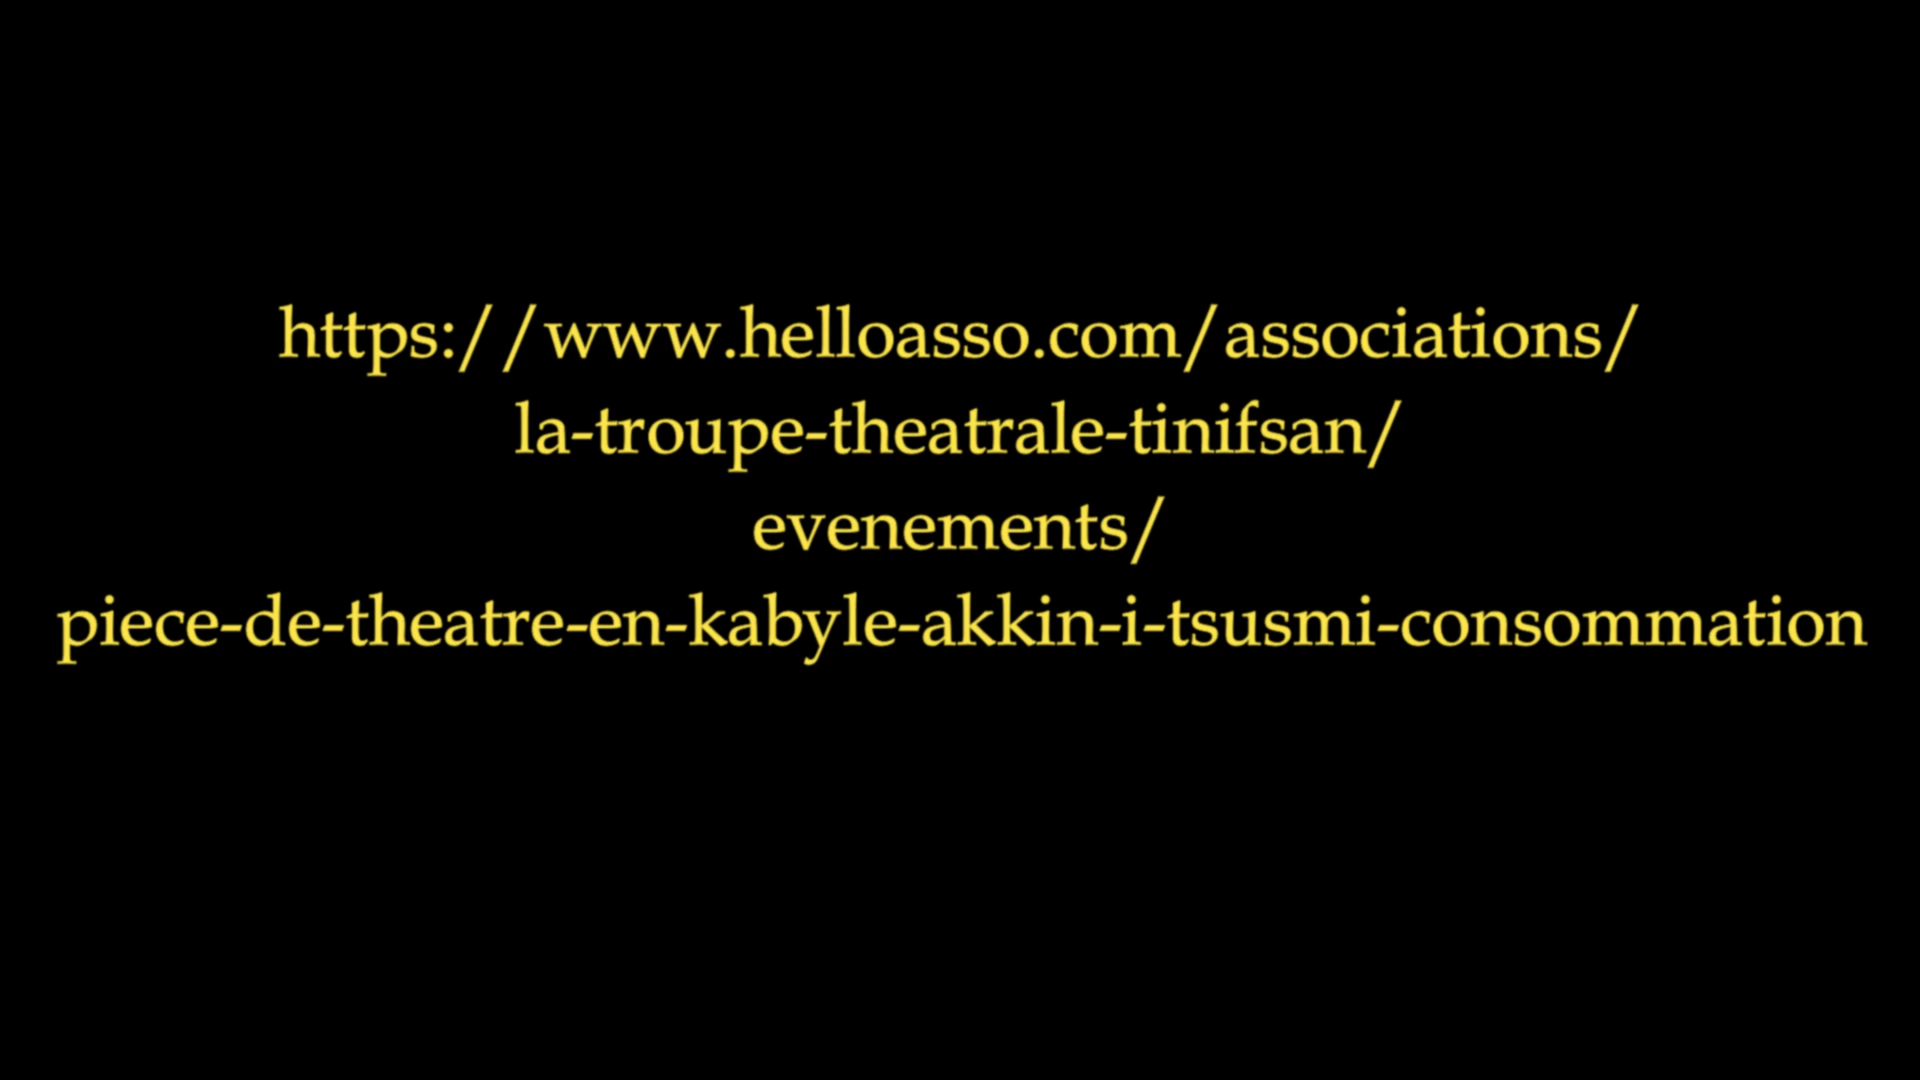 https://www.helloasso.com/associations/
la-troupe-theatrale-tinifsan/
evenements/
piece-de-theatre-en-kabyle-akkin-i-tsusmi-consommation